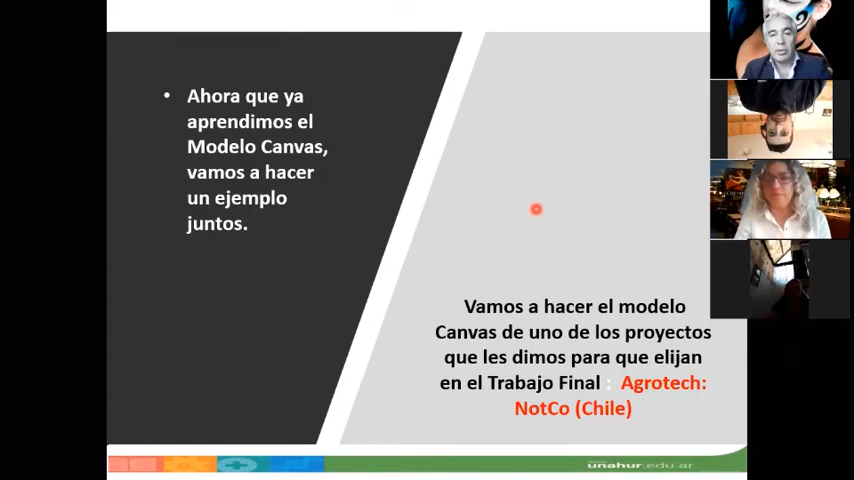 • Ahora que ya
aprendimos el
Modelo Canvas,
vamos a hacer
un ejemplo
juntos.
Vamos a hacer el modelo
Canvas de uno de los proyectos
que les dimos para que elijan
en el Trabajo Final : Agrotech:
NotCo (Chile)
unahur.edu.ar